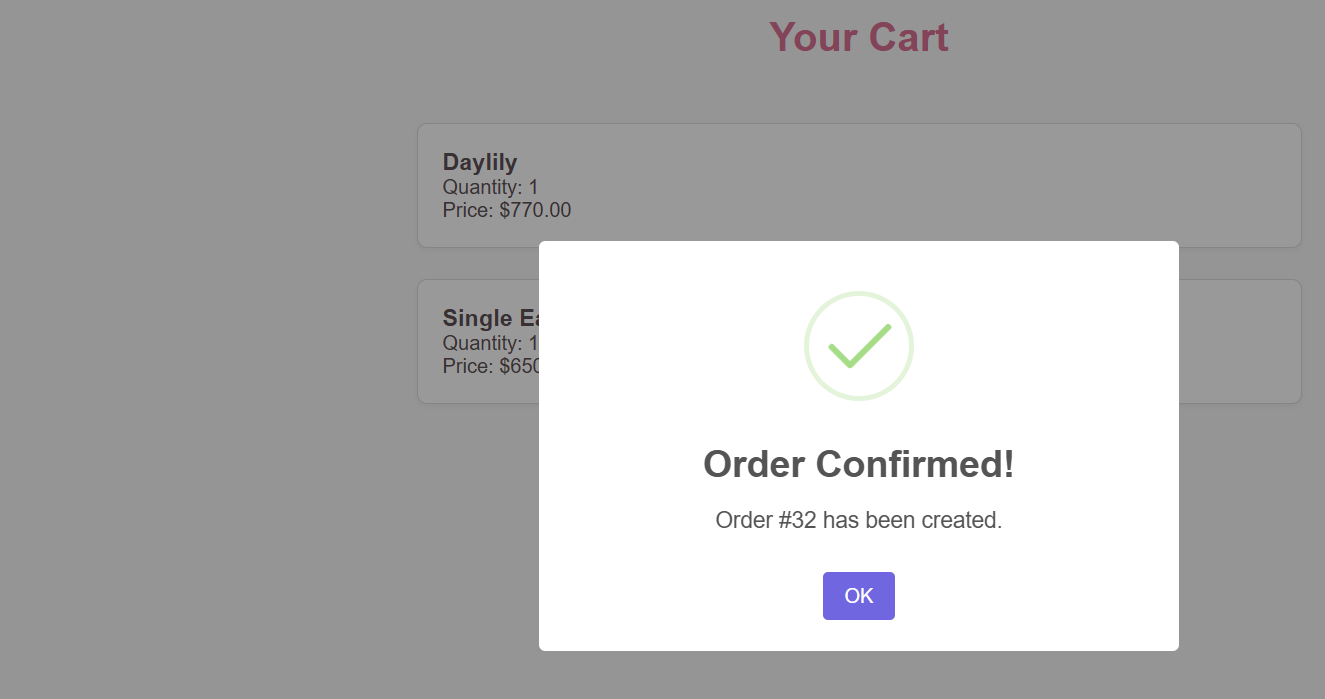 Your Cart
Daylily
Quantity: 1
Price: $770.00
Single
Quantity: 1
Price: $650
Order Confirmed!
Order #32 has been created.
OK